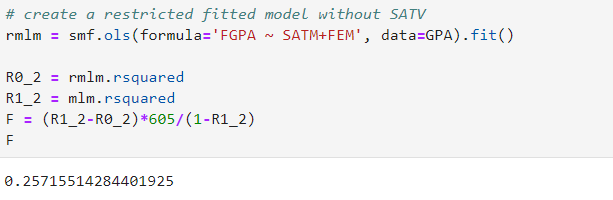 # create a restricted fitted model without SATV
rmlm = smf.ols(formula='FGPA ~ SATM+FEM', data=GPA).fit()
R0_2 = rmlm.rsquared
R1_2 = mlm.rsquared
F = (R1_2-R0_2)*605/(1-R1_2)
F
0.25715514284401925